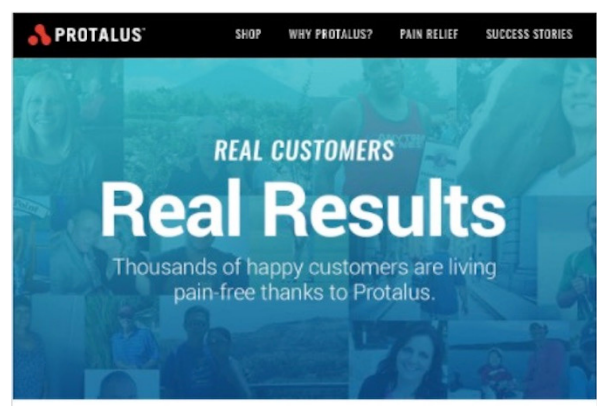 PROTALUS™ SHOP WHY PROTALUS? PAIN RELIEF SUCCESS STORIES
REAL CUSTOMERS
Real Results
Thousands of happy customers are living
pain-free thanks to Protalus.